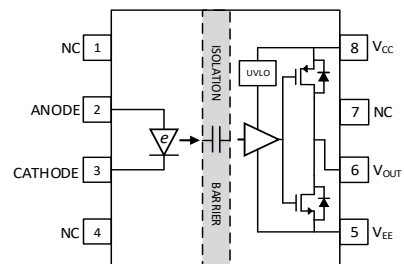 NC 1
ANODE 2
CATHODE 3
NC 4
e
ISOLATION
BARRIER
UVLO
8 VCC
7 NC
6 VOUT
5 VEE